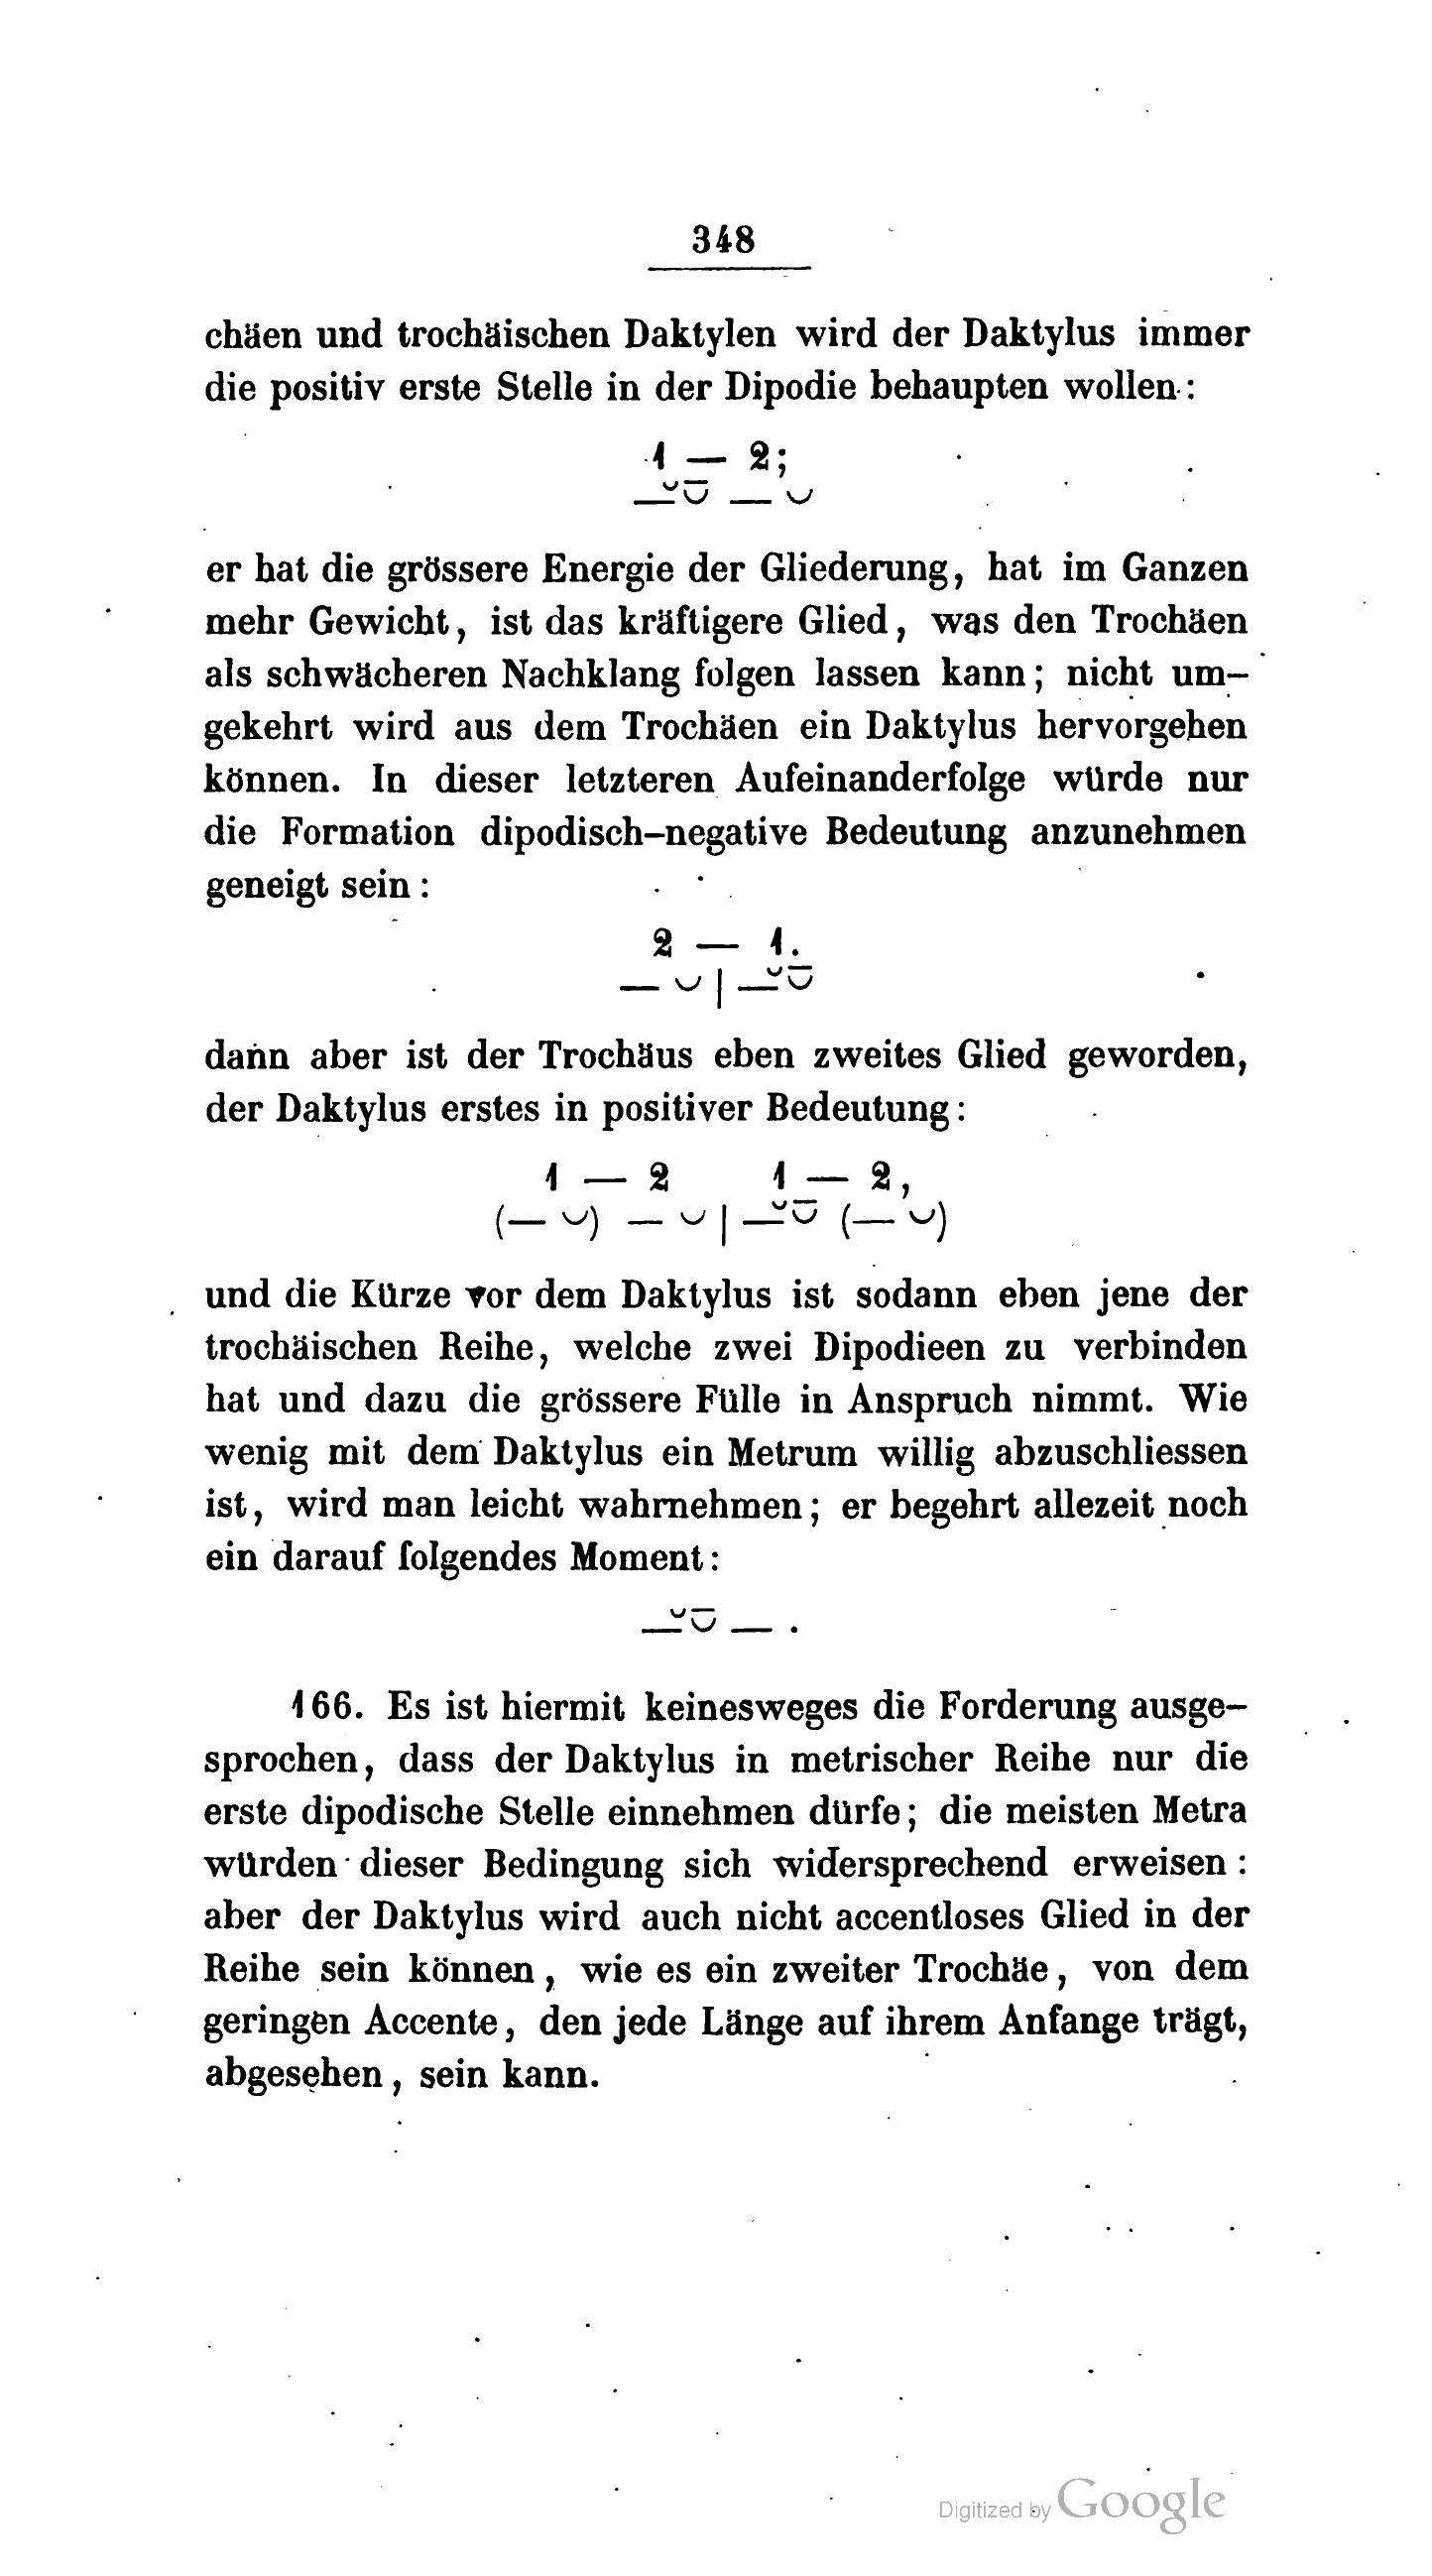 348
chäen und trochäischen Daktylen wird der Daktylus immer
die positiv erste Stelle in der Dipodie behaupten wollen:
1 — 2;
—̆⏓ — ⏑
er hat die grössere Energie der Gliederung, hat im Ganzen
mehr Gewicht, ist das kräftigere Glied, was den Trochäen
als schwächeren Nachklang folgen lassen kann; nicht um-
gekehrt wird aus dem Trochäen ein Daktylus hervorgehen
können. In dieser letzteren Aufeinanderfolge würde nur
die Formation dipodisch-negative Bedeutung anzunehmen
geneigt sein:
2 — 1.
— ⏑ | —̆⏓
dann aber ist der Trochäus eben zweites Glied geworden,
der Daktylus erstes in positiver Bedeutung:
1 — 2 1 — 2,
(— ⏑) — ⏑ | —̆⏓ (— ⏑)
und die Kürze vor dem Daktylus ist sodann eben jene der
trochäischen Reihe, welche zwei Dipodieen zu verbinden
hat und dazu die grössere Fülle in Anspruch nimmt. Wie
wenig mit dem Daktylus ein Metrum willig abzuschliessen
ist, wird man leicht wahrnehmen; er begehrt allezeit noch
ein darauf folgendes Moment:
—̆⏓ — .
166. Es ist hiermit keinesweges die Forderung ausge-
sprochen, dass der Daktylus in metrischer Reihe nur die
erste dipodische Stelle einnehmen dürfe; die meisten Metra
würden dieser Bedingung sich widersprechend erweisen:
aber der Daktylus wird auch nicht accentloses Glied in der
Reihe sein können, wie es ein zweiter Trochäe, von dem
geringen Accente, den jede Länge auf ihrem Anfange trägt,
abgesehen, sein kann.
Digitized by Google